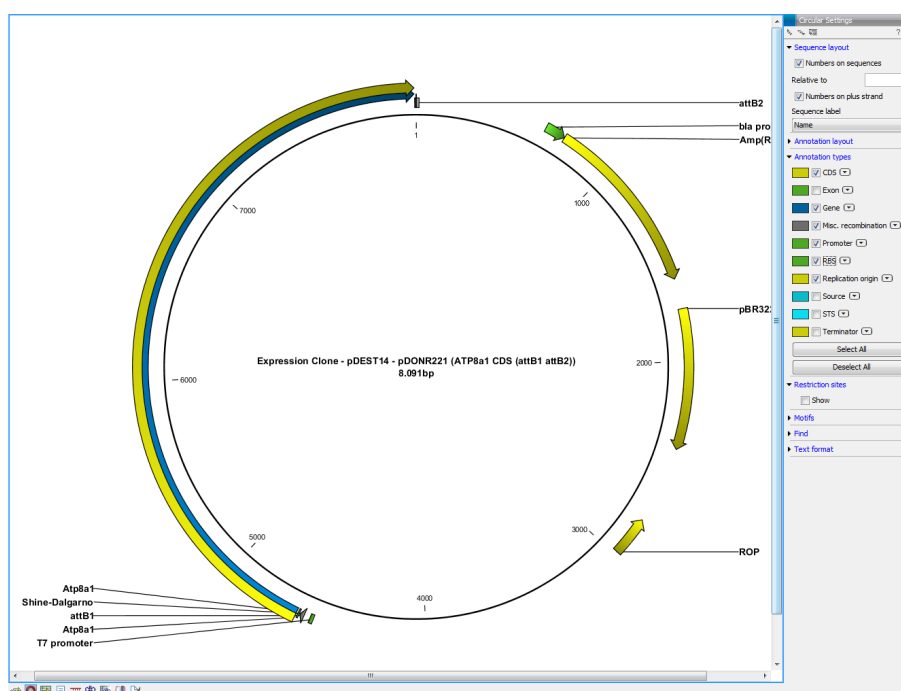 attB2
bla pro
Amp(R
1
1000
7000
pBR32
Expression Clone - pDEST14 - pDONR221 (ATP8a1 CDS (attB1 attB2))
8.091bp
2000
6000
3000
5000
ROP
4000
Atp8a1
Shine-Dalgarno
attB1
Atp8a1
T7 promoter
Circular Settings
?
Sequence layout
Numbers on sequences
Relative to
Numbers on plus strand
Sequence label
Name
Annotation layout
Annotation types
CDS
Exon
Gene
Misc. recombination
Promoter
RBS
Replication origin
Source
STS
Terminator
Select All
Deselect All
Restriction sites
Show
Motifs
Find
Text format